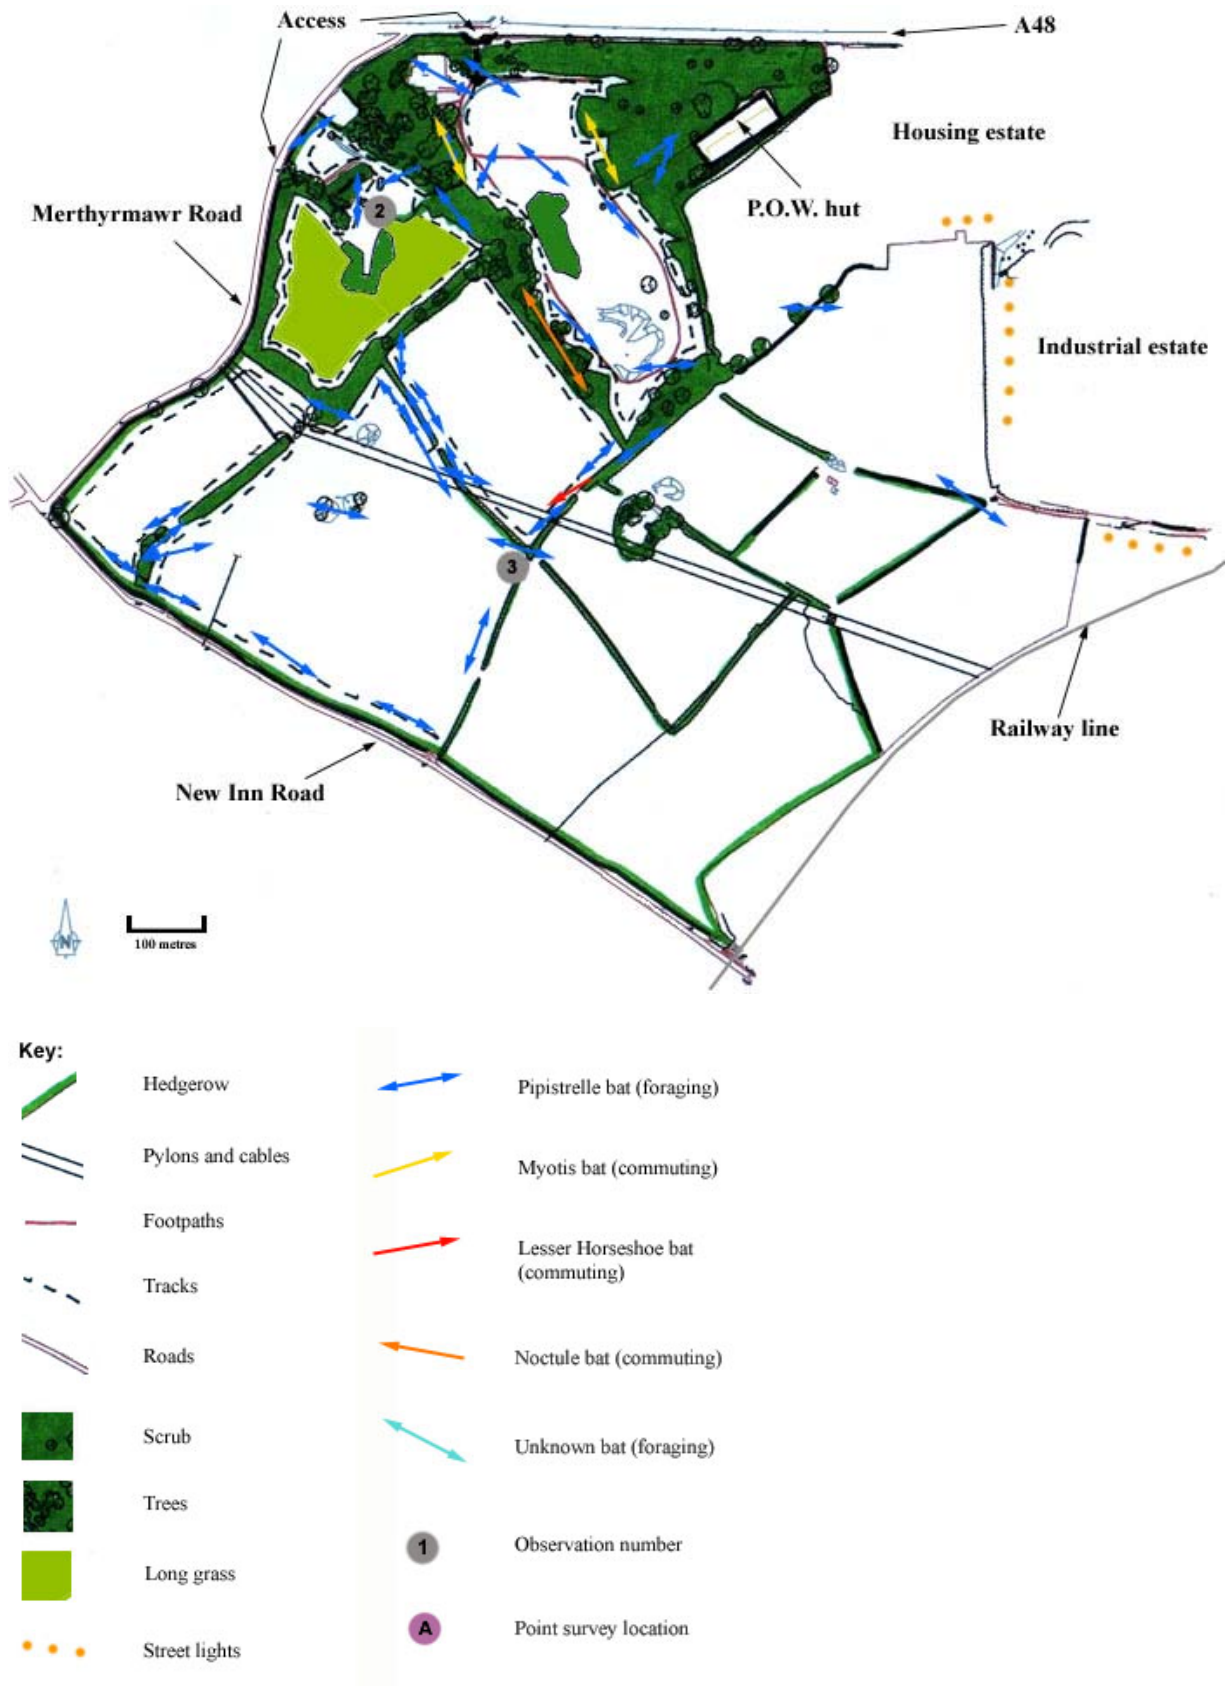 Access
A48
Housing estate
Merthyrmawr Road
P.O.W. hut
2
Industrial estate
3
Railway line
New Inn Road
N
100 metres
Key:
Hedgerow
Pipistrelle bat (foraging)
Pylons and cables
Myotis bat (commuting)
Footpaths
Lesser Horseshoe bat
(commuting)
Tracks
Roads
Noctule bat (commuting)
Scrub
Unknown bat (foraging)
Trees
1
Observation number
Long grass
A
Point survey location
Street lights